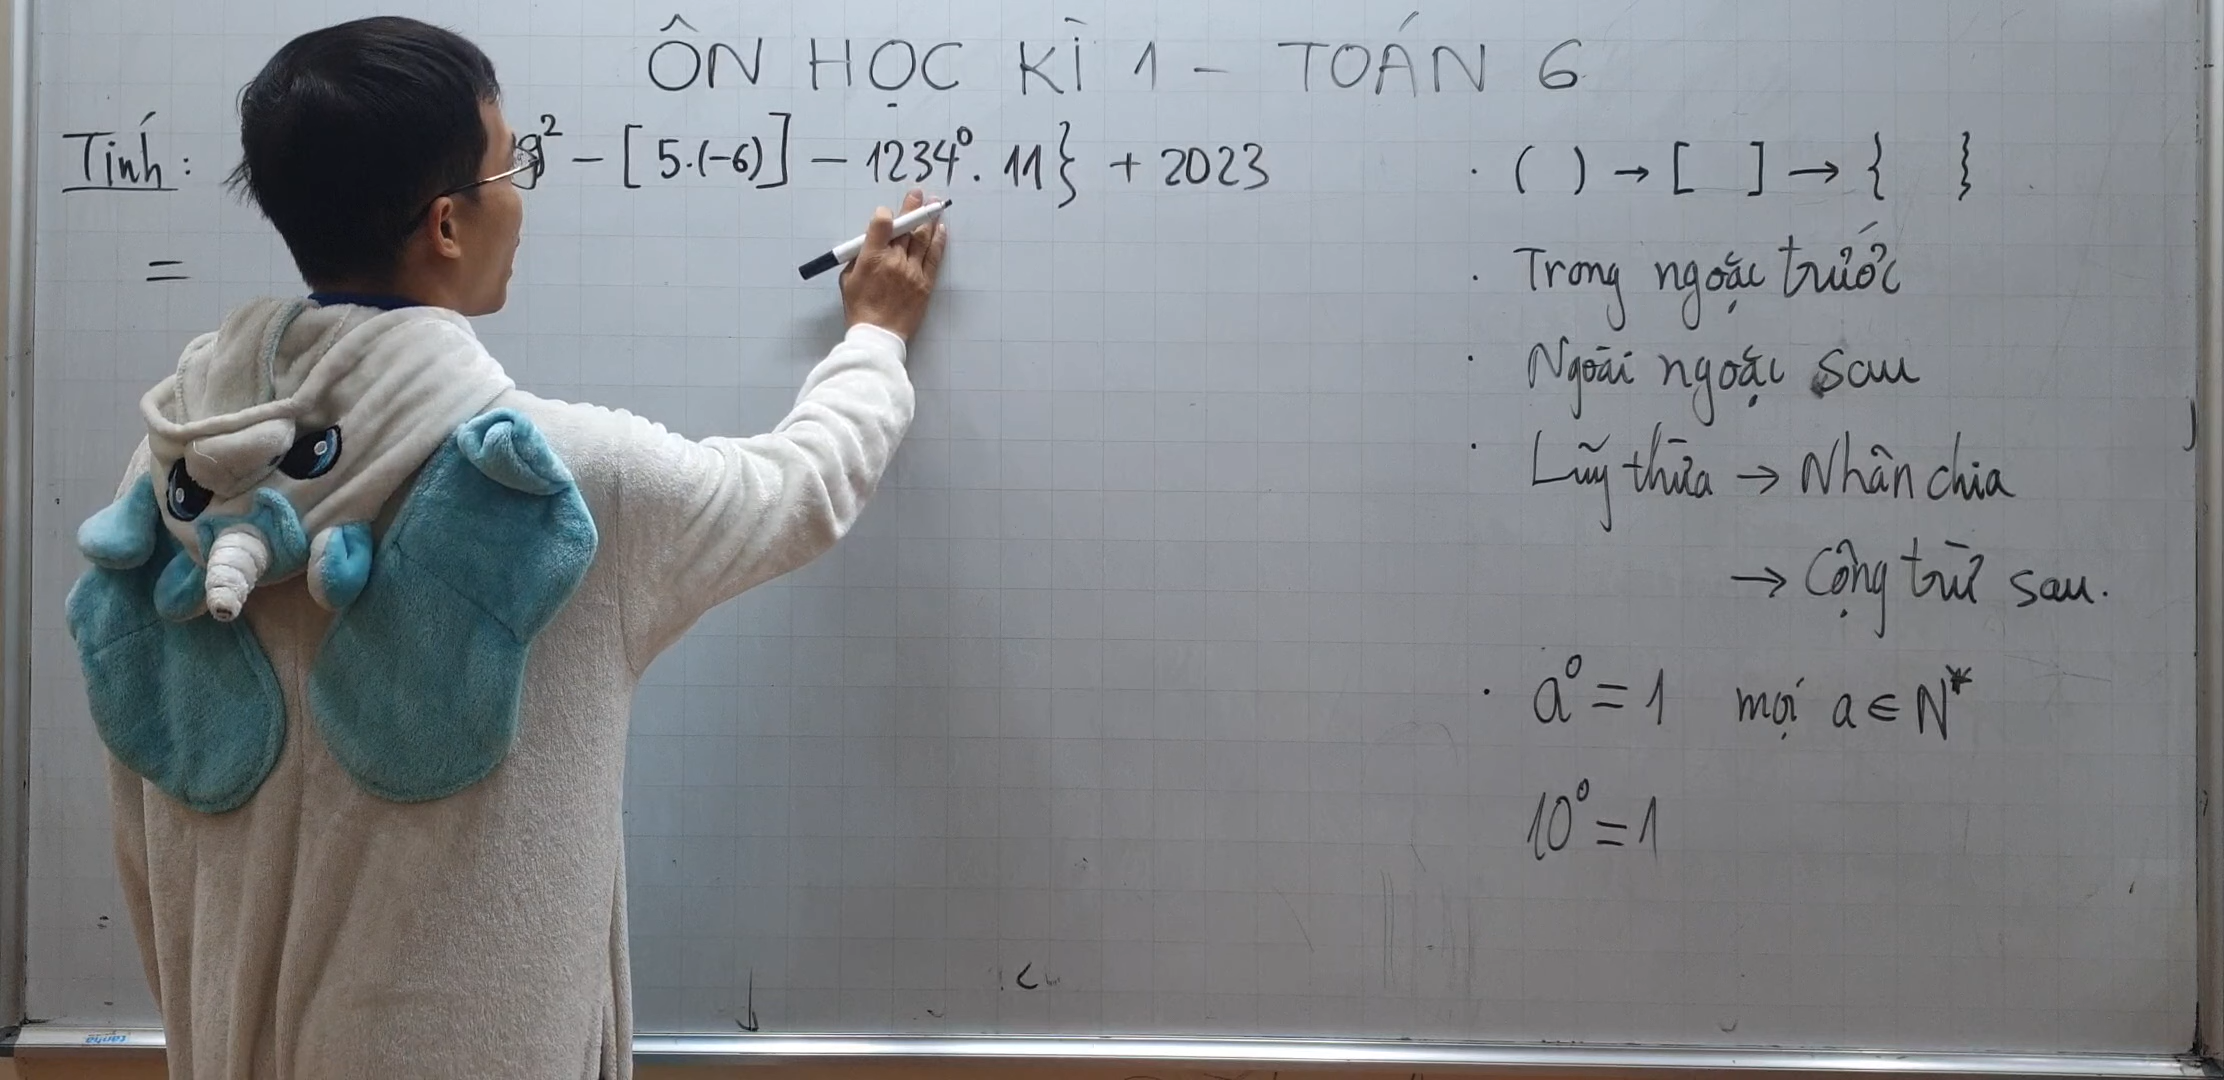 ÔN HỌC KÌ 1 - TOÁN 6
Tính: 9² - [5.(-6)] - 1234⁰. 11} + 2023
=
. ( ) → [ ] → { }
. Trong ngoặc trước
. Ngoài ngoặc sau
. Lũy thừa → Nhân chia
→ Cộng trừ sau.
. a⁰ = 1 mọi a ∈ N*
10⁰ = 1